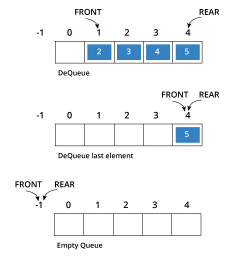 FRONT REAR
-1 0 1 2 3 4
2 3 4 5
DeQueue
FRONT REAR
-1 0 1 2 3 4
5
DeQueue last element
FRONT REAR
-1 0 1 2 3 4
Empty Queue